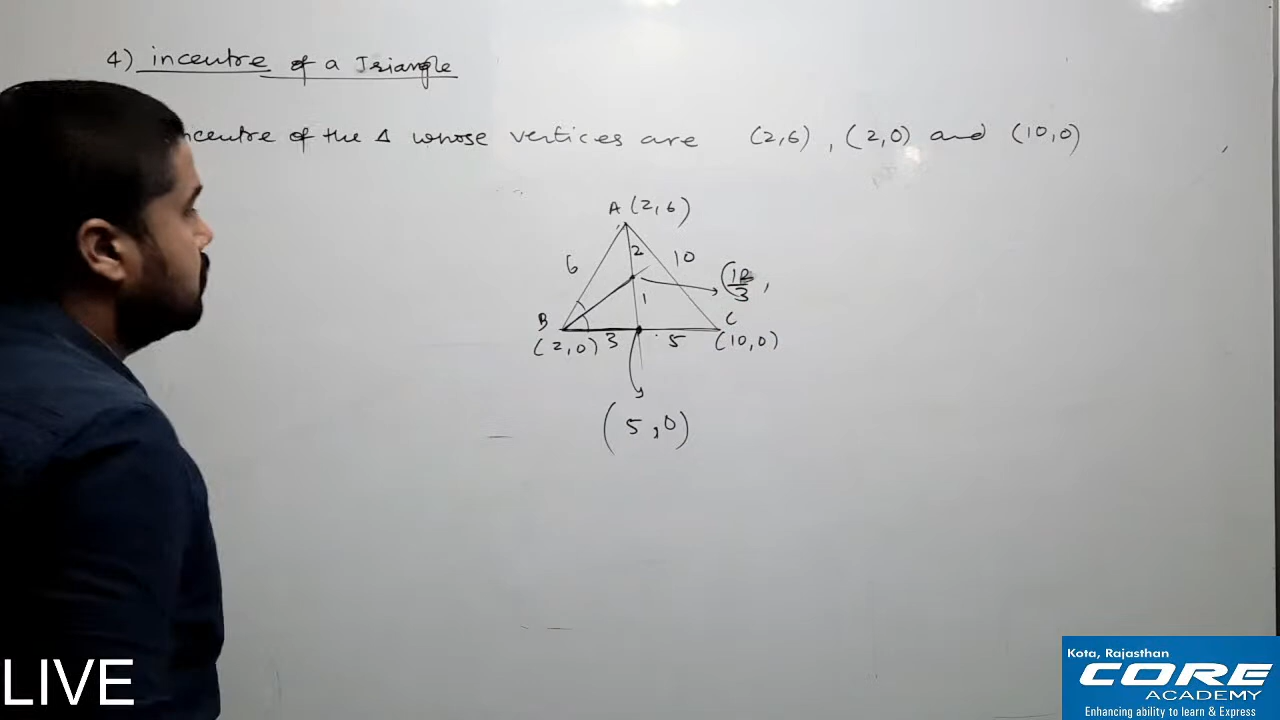 4) incentre of a Triangle
ncentre of the Δ whose vertices are (2,6) , (2,0) and (10,0)
A (2,6)
6 2 10
1
B C
(2,0) 3 5 (10,0)
(5,0)
LIVE
Kota, Rajasthan
CORE
ACADEMY
Enhancing ability to learn & Express